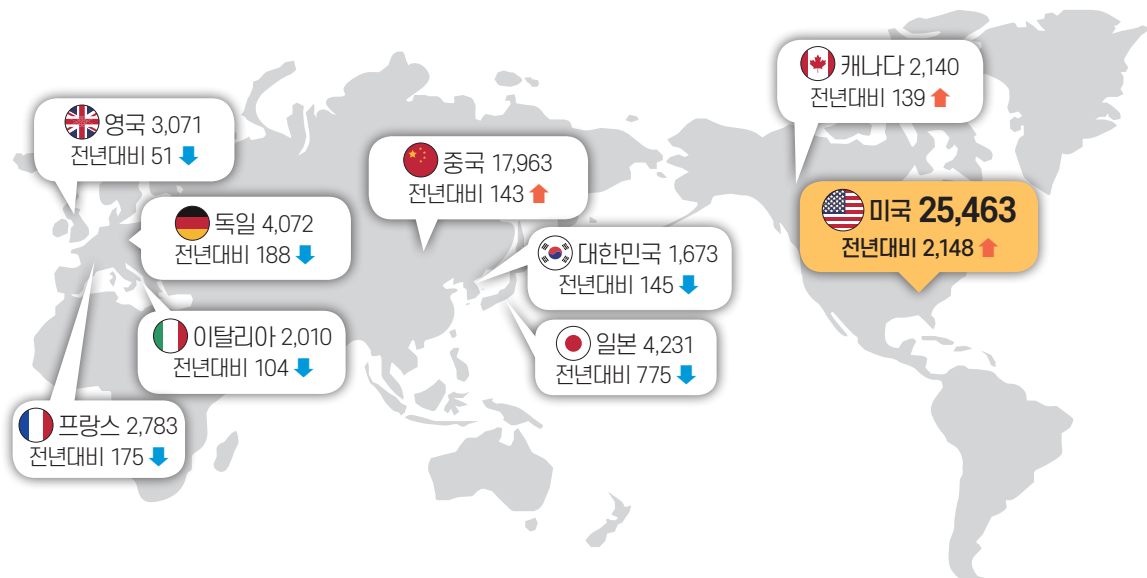 영국 3,071
전년대비 51
독일 4,072
전년대비 188
이탈리아 2,010
전년대비 104
프랑스 2,783
전년대비 175
중국 17,963
전년대비 143
대한민국 1,673
전년대비 145
일본 4,231
전년대비 775
캐나다 2,140
전년대비 139
미국 25,463
전년대비 2,148